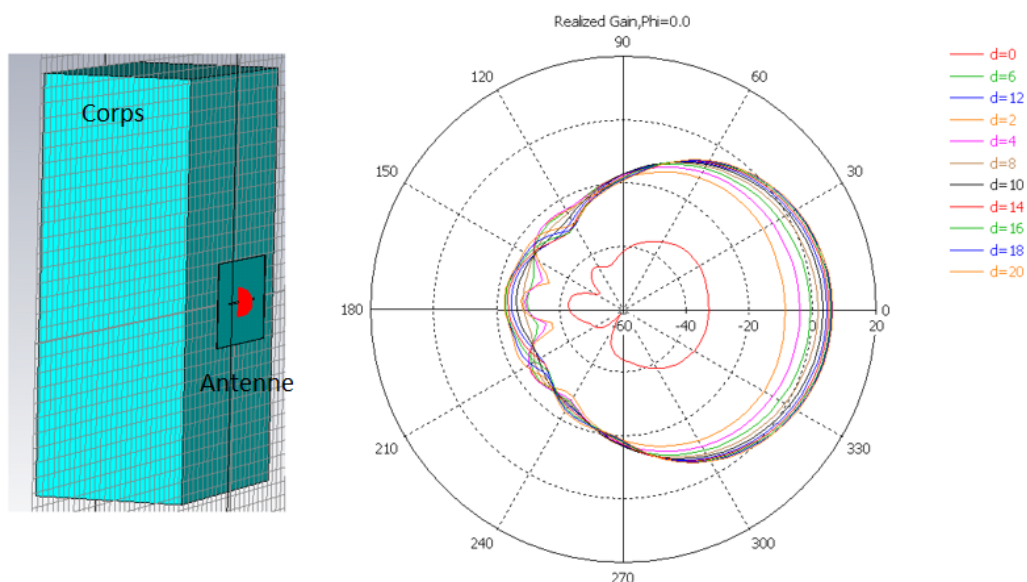 Corps
Antenne
Realized Gain,Phi=0.0
90
120
60
150
30
180
-60
-40
-20
0
20
0
210
330
240
300
270
d=0
d=6
d=12
d=2
d=4
d=8
d=10
d=14
d=16
d=18
d=20